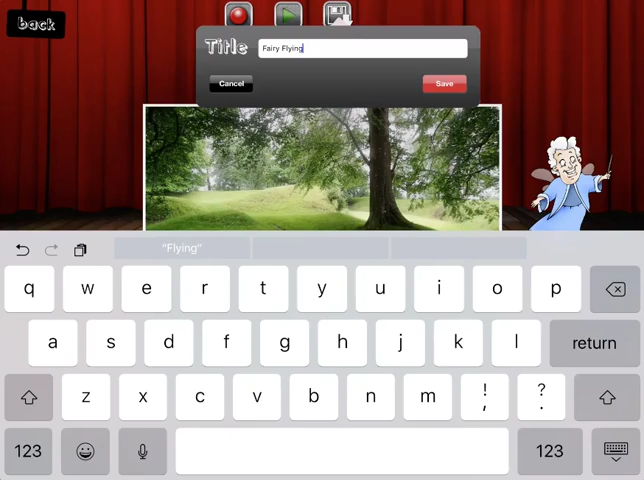 back
Title
Fairy Flying
Cancel
Save
"Flying"
q w e r t y u i o p
a s d f g h j k l return
z x c v b n m ! , ? .
123 123